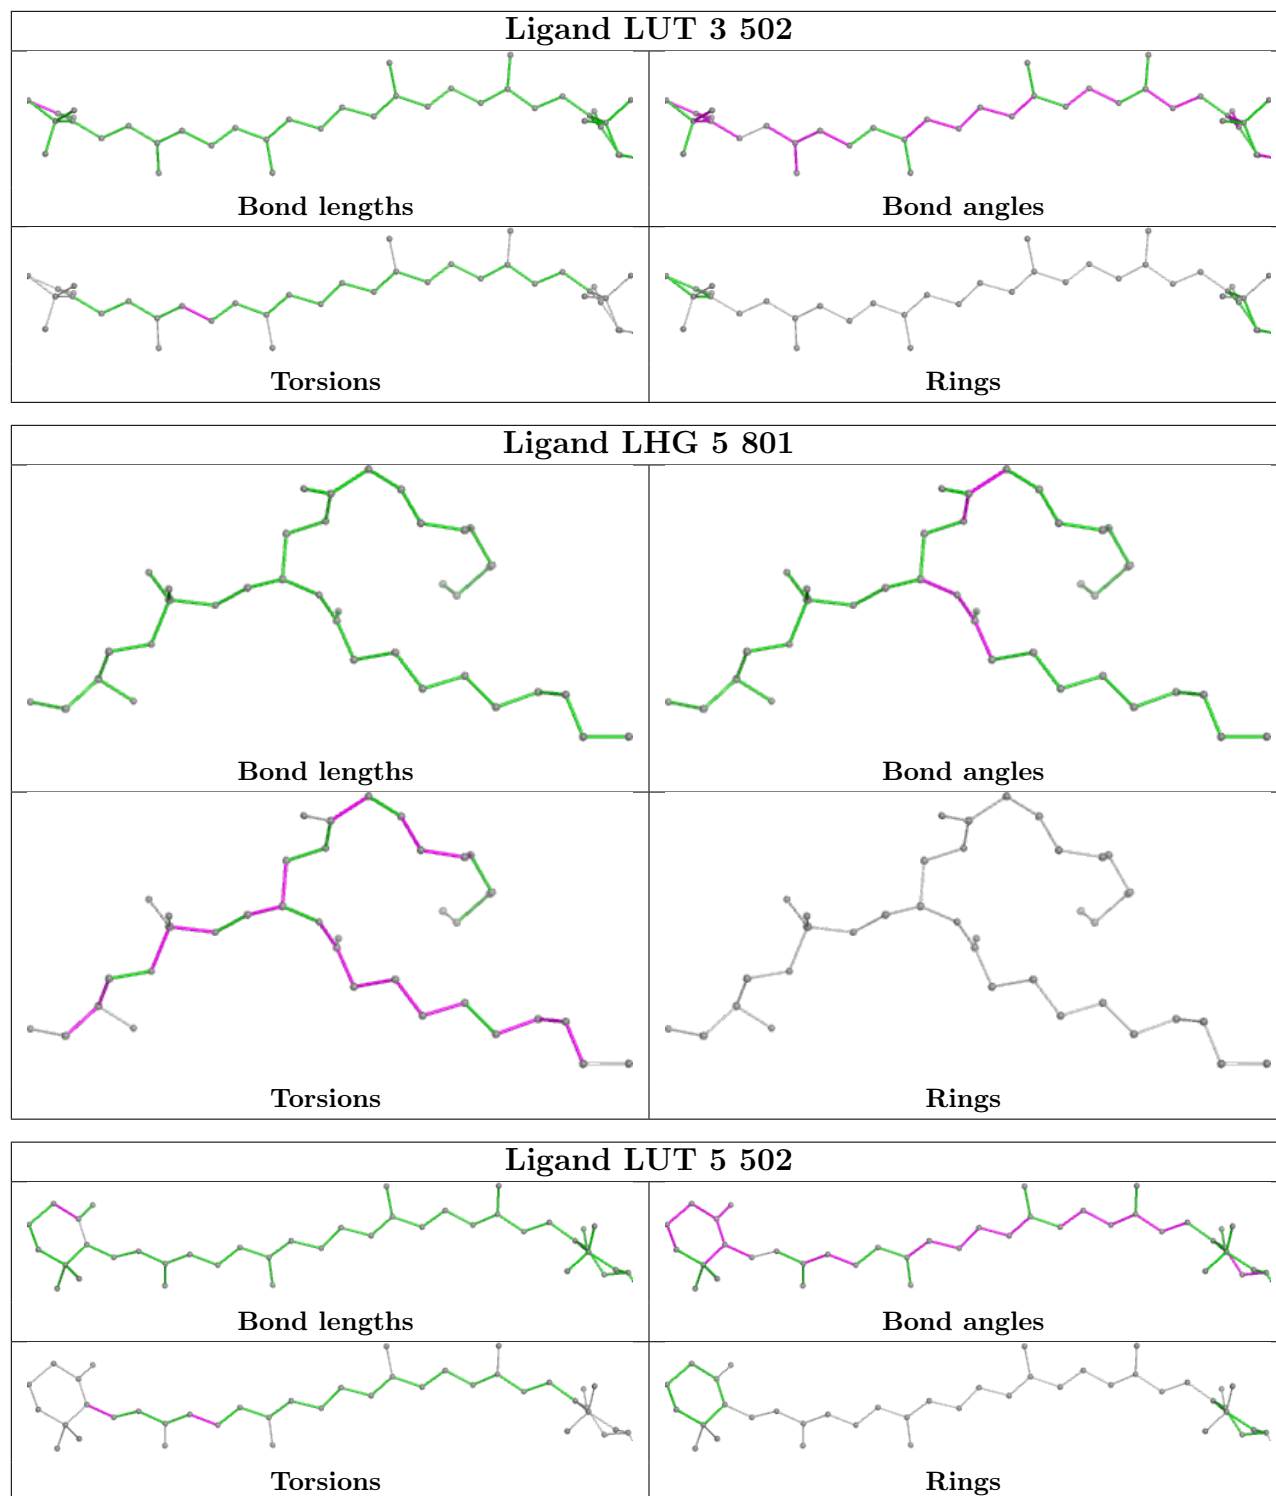 Ligand LUT 3 502
Bond lengths
Bond angles
Torsions
Rings
Ligand LHG 5 801
Bond lengths
Bond angles
Torsions
Rings
Ligand LUT 5 502
Bond lengths
Bond angles
Torsions
Rings